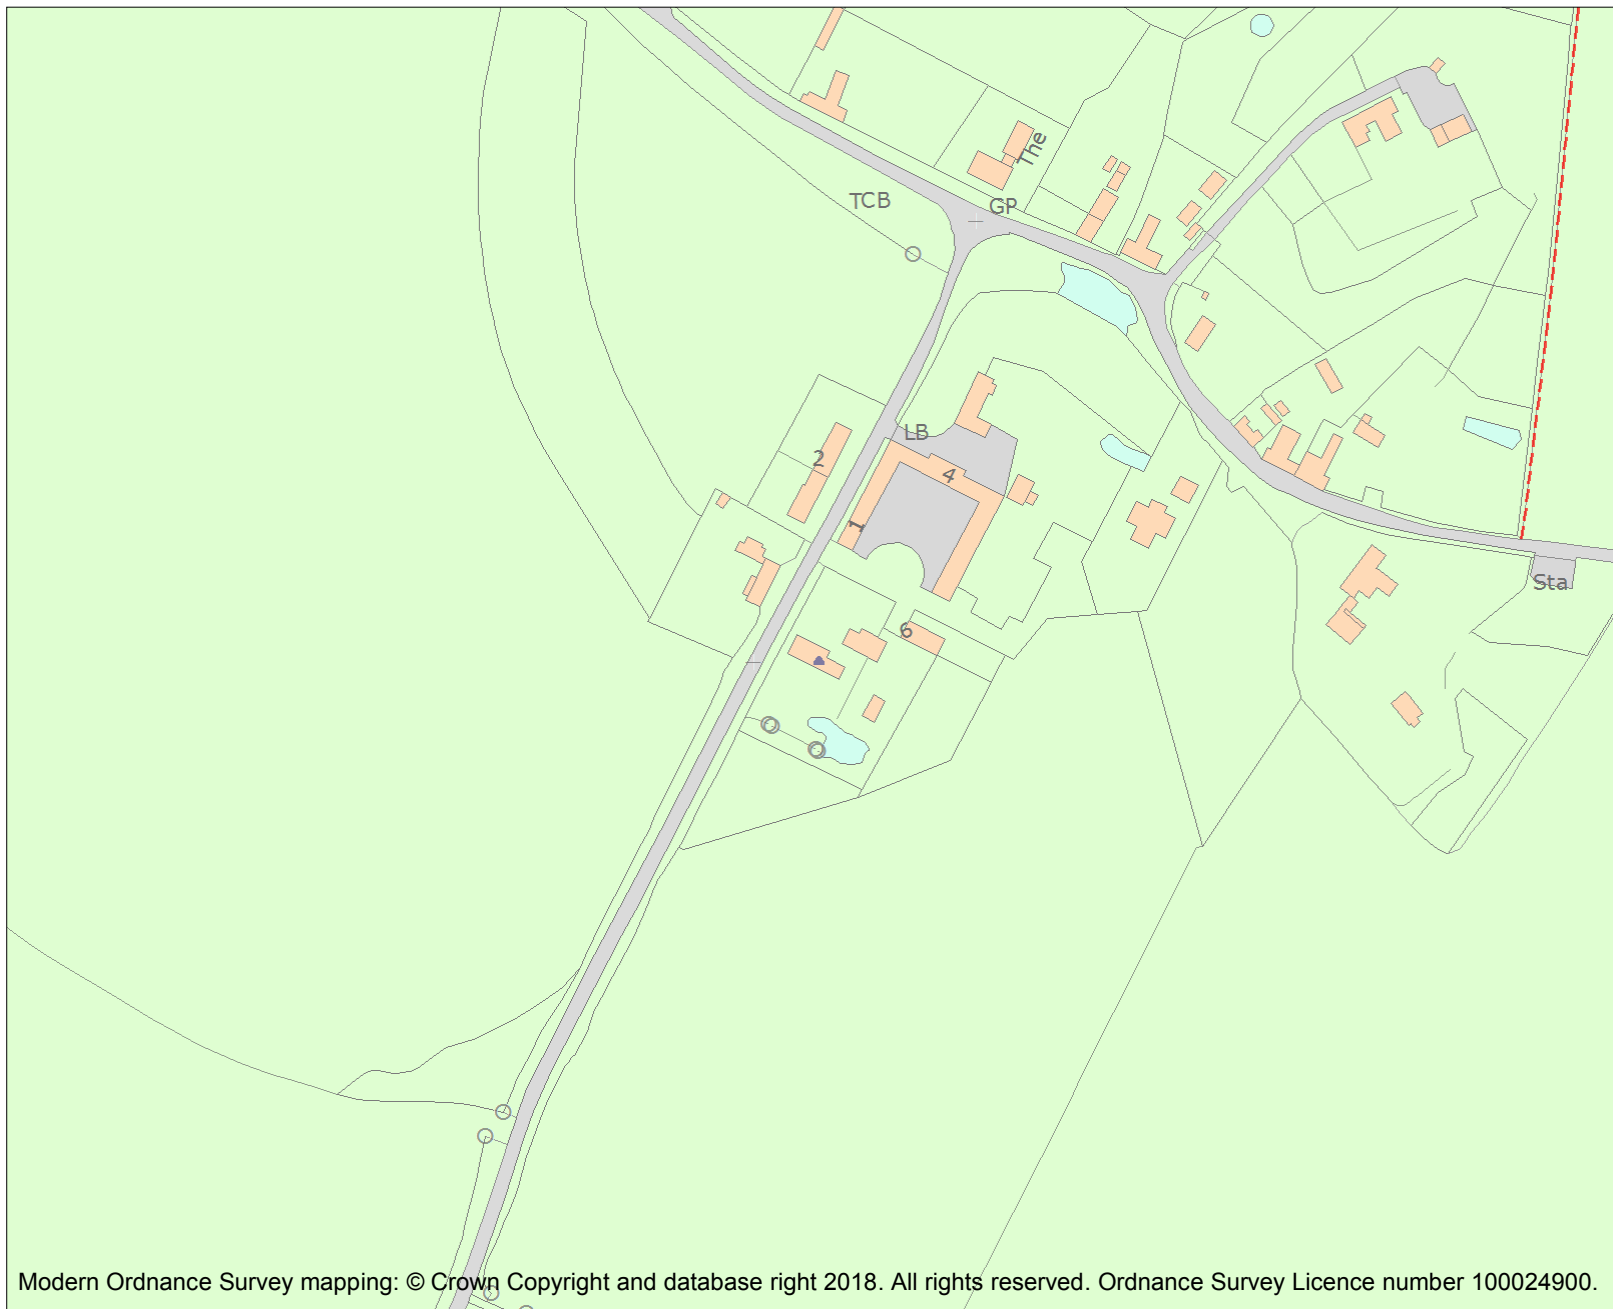 The
TCB
GP
LB
2
4
1
Sta
6
Modern Ordnance Survey mapping: © Crown Copyright and database right 2018. All rights reserved. Ordnance Survey Licence number 100024900.